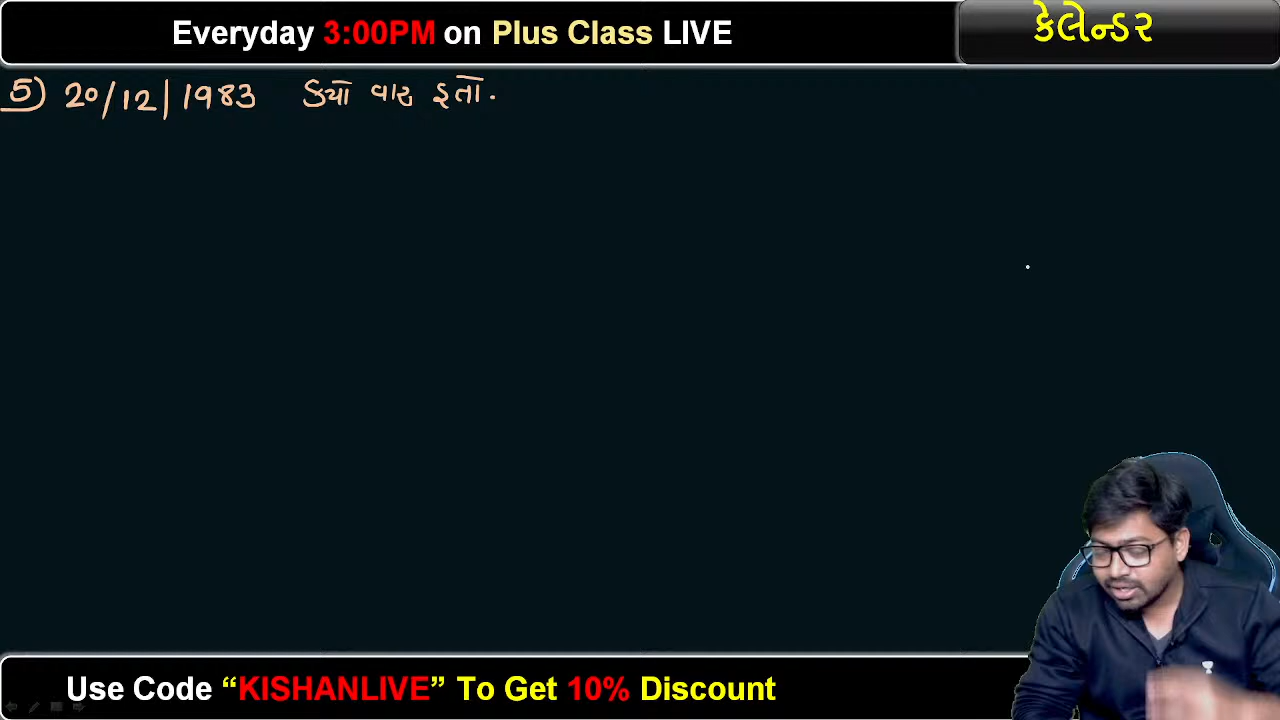 Everyday 3:00PM on Plus Class LIVE
કેલેન્ડર
5) 20/12/1983 ક્યો વાર હતો.
Use Code “KISHANLIVE” To Get 10% Discount